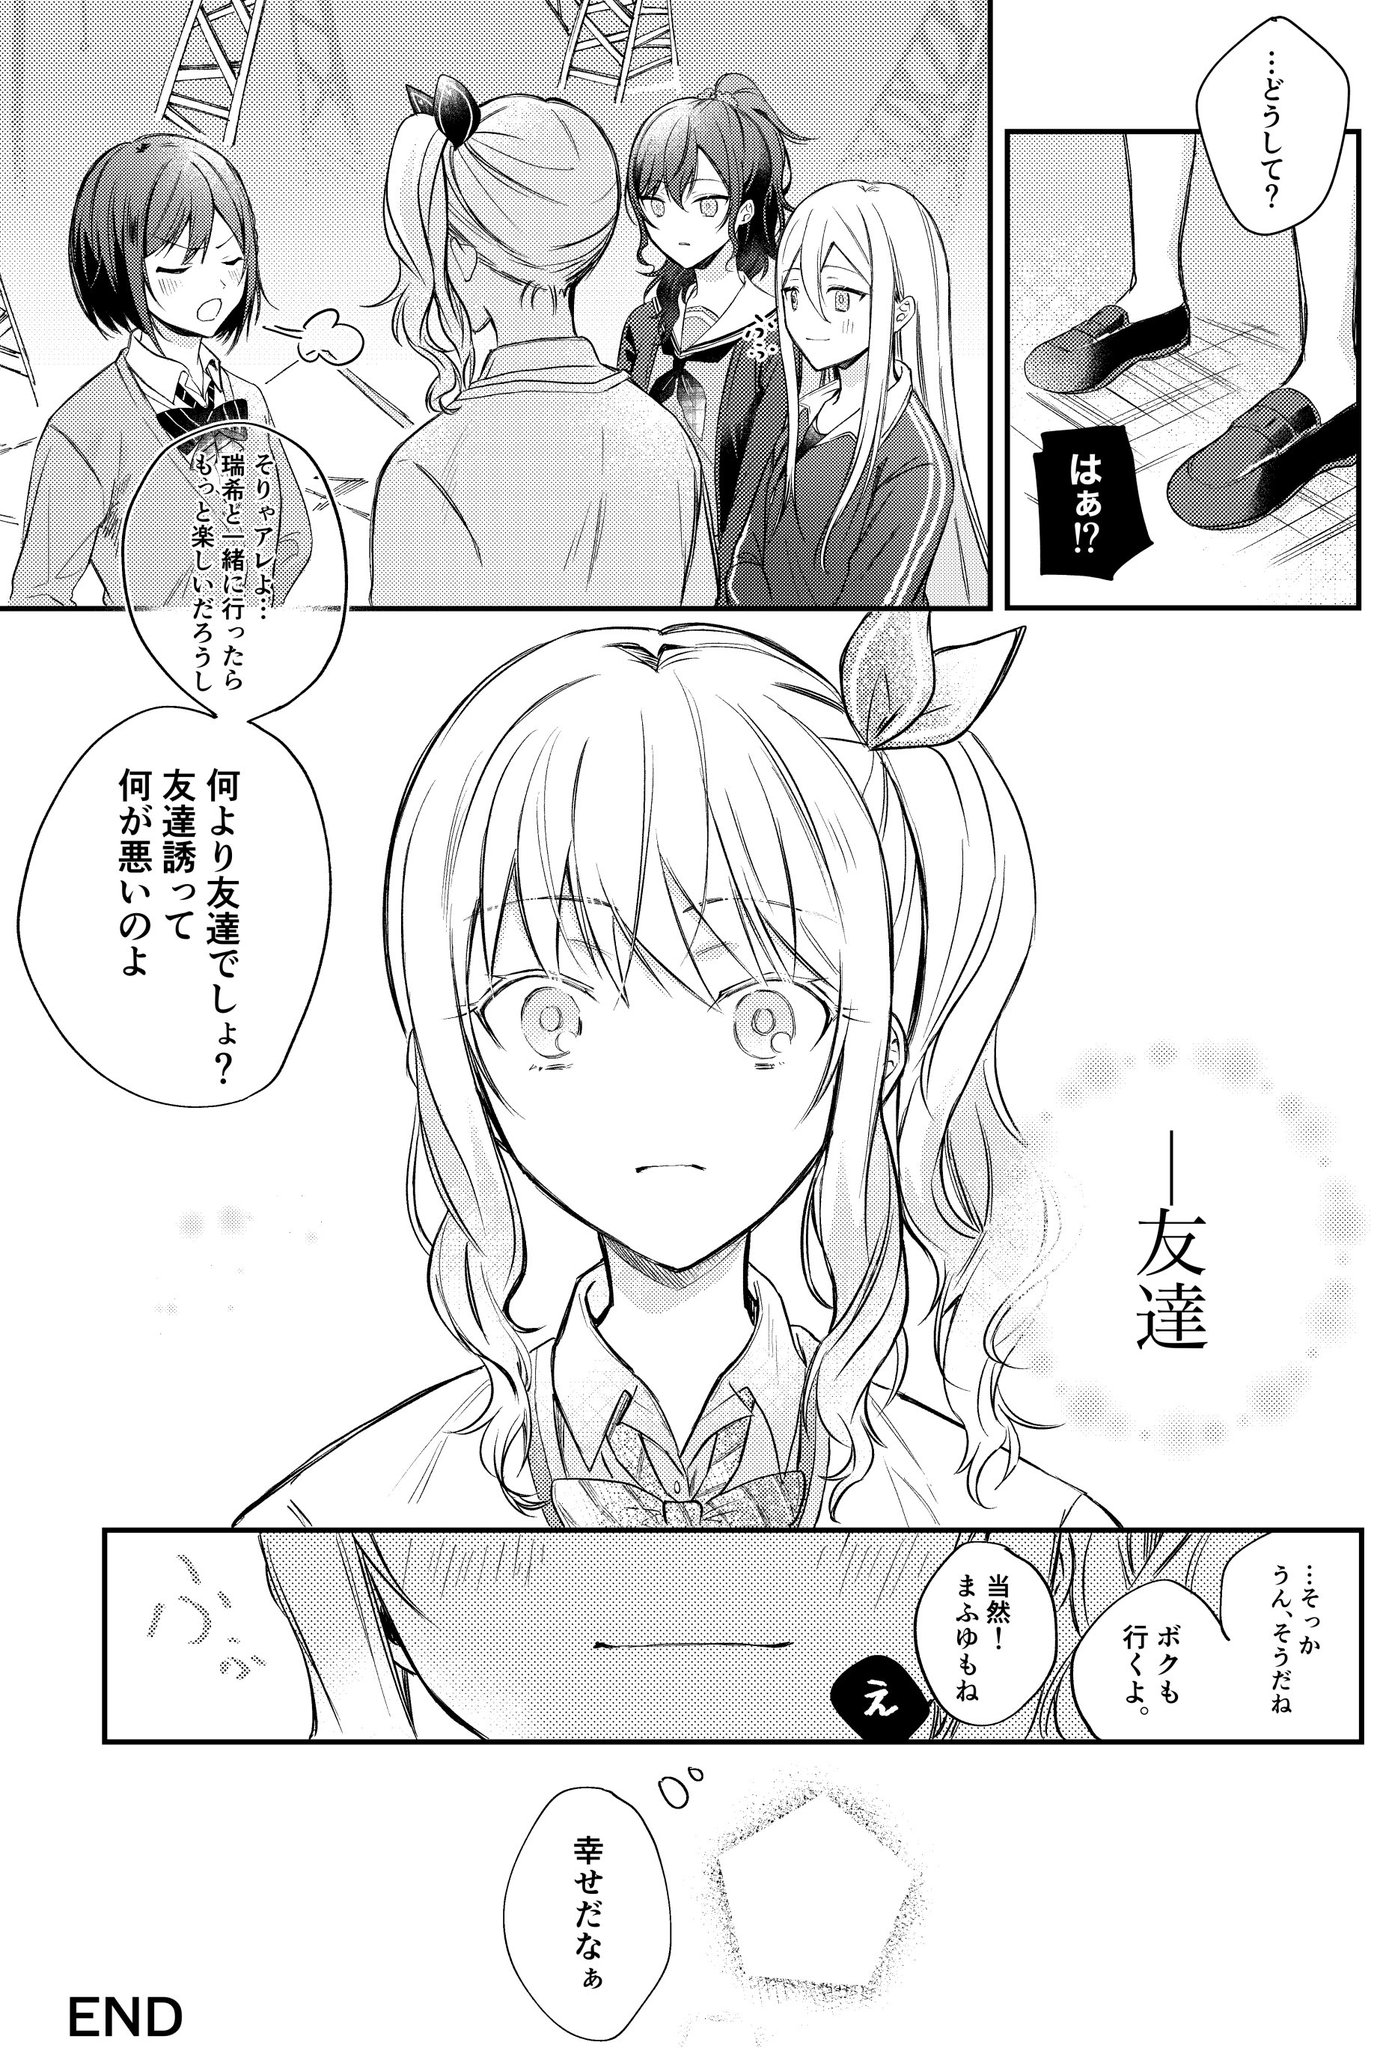 …どうして?
はぁ!?
そりゃアレよ…
瑞希と一緒に行ったら
もっと楽しいだろうし
何より友達でしょ?
友達誘って
何が悪いのよ
―友達
…そっか
うん、そうだね
ボクも
行くよ。
当然!
まふゆもね
え
ふっ
幸せだなぁ
END